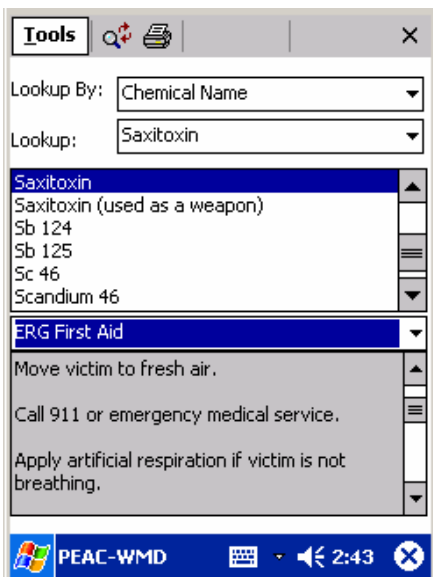 Tools
Lookup By: Chemical Name
Lookup: Saxitoxin
Saxitoxin
Saxitoxin (used as a weapon)
Sb 124
Sb 125
Sc 46
Scandium 46
ERG First Aid
Move victim to fresh air.
Call 911 or emergency medical service.
Apply artificial respiration if victim is not
breathing.
PEAC-WMD 2:43